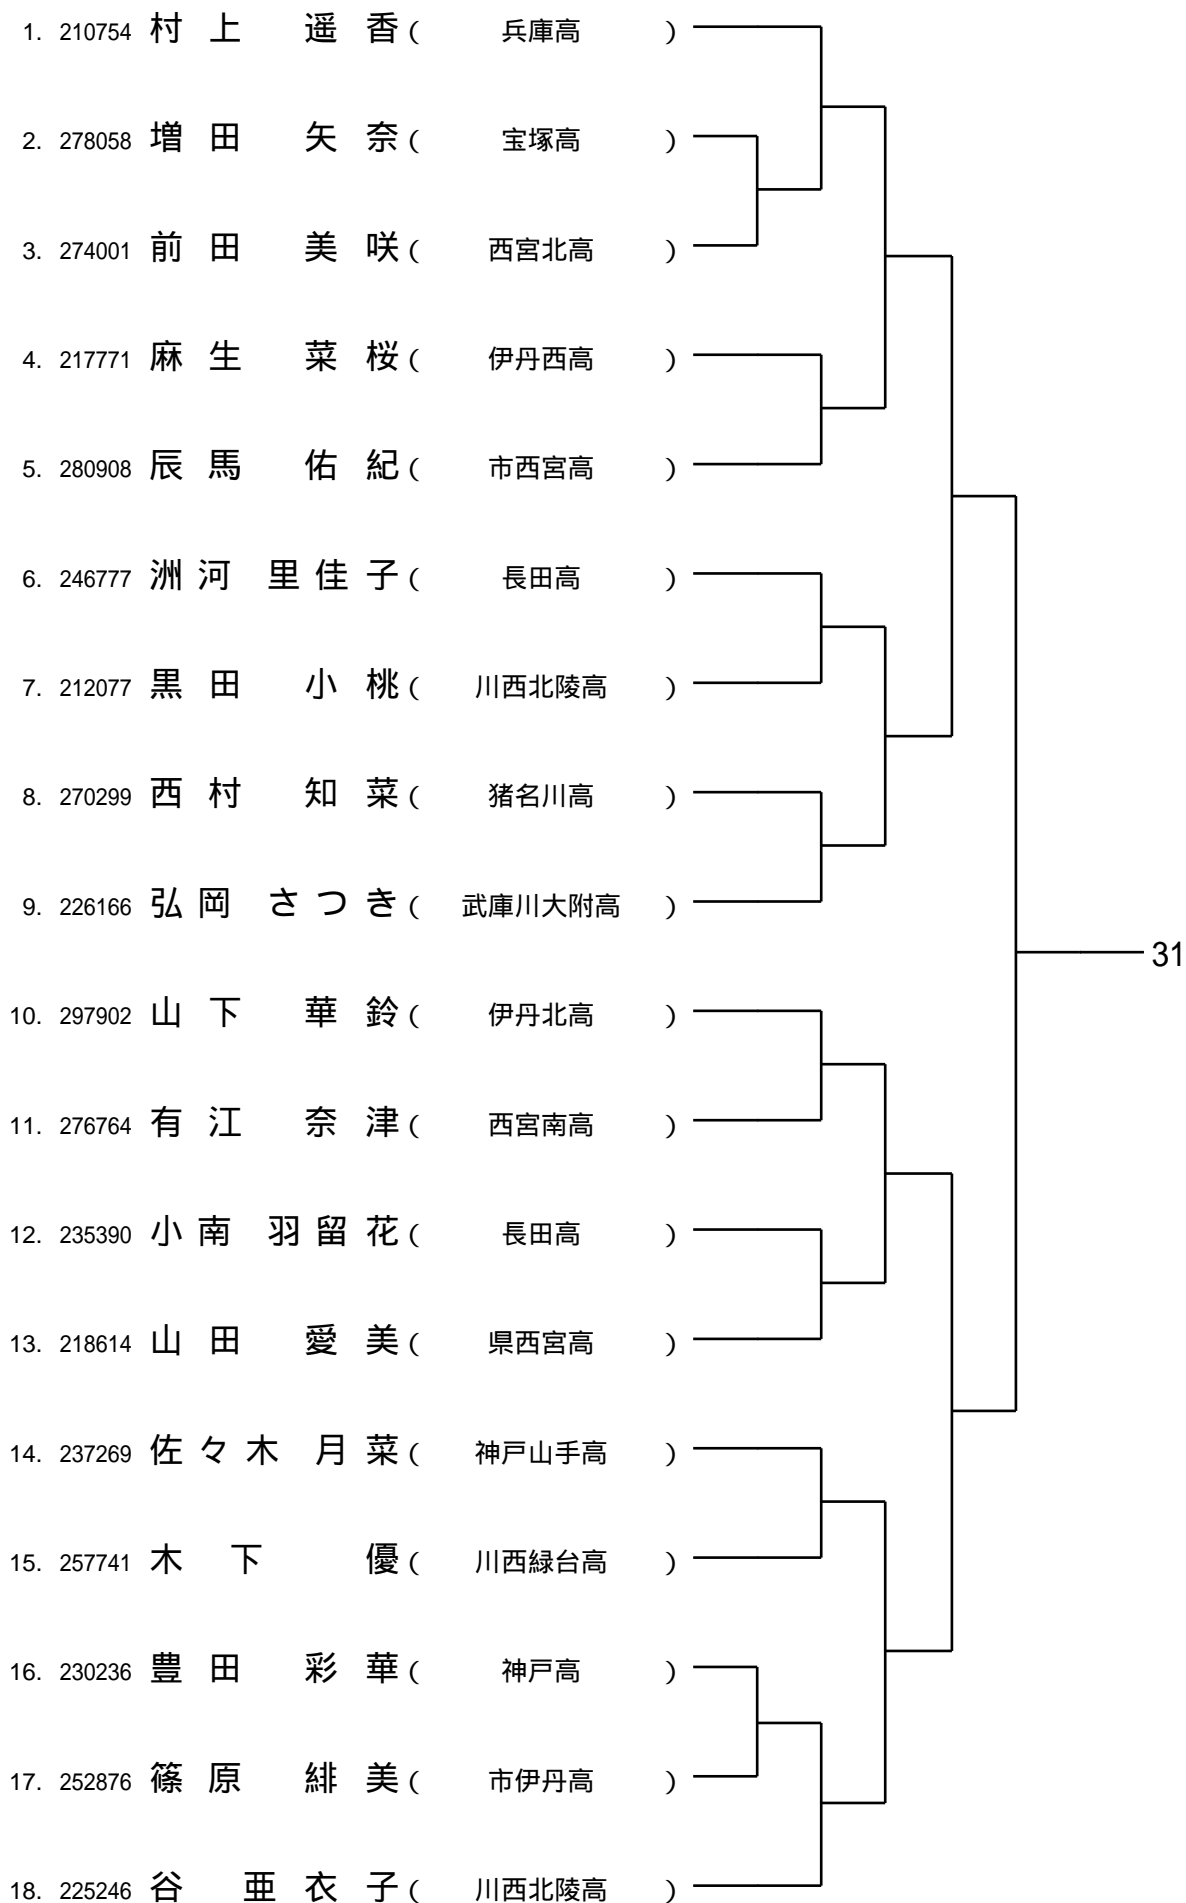 1. 210754 村上 遥香 ( 兵庫高 )
2. 278058 増田 矢奈 ( 宝塚高 )
3. 274001 前田 美咲 ( 西宮北高 )
4. 217771 麻生 菜桜 ( 伊丹西高 )
5. 280908 辰馬 佑紀 ( 市西宮高 )
6. 246777 洲河 里佳子 ( 長田高 )
7. 212077 黒田 小桃 ( 川西北陵高 )
8. 270299 西村 知菜 ( 猪名川高 )
9. 226166 弘岡 さつき ( 武庫川大附高 )
31
10. 297902 山下 華鈴 ( 伊丹北高 )
11. 276764 有江 奈津 ( 西宮南高 )
12. 235390 小南 羽留花 ( 長田高 )
13. 218614 山田 愛美 ( 県西宮高 )
14. 237269 佐々木 月菜 ( 神戸山手高 )
15. 257741 木下 優 ( 川西緑台高 )
16. 230236 豊田 彩華 ( 神戸高 )
17. 252876 篠原 緋美 ( 市伊丹高 )
18. 225246 谷 亜衣子 ( 川西北陵高 )